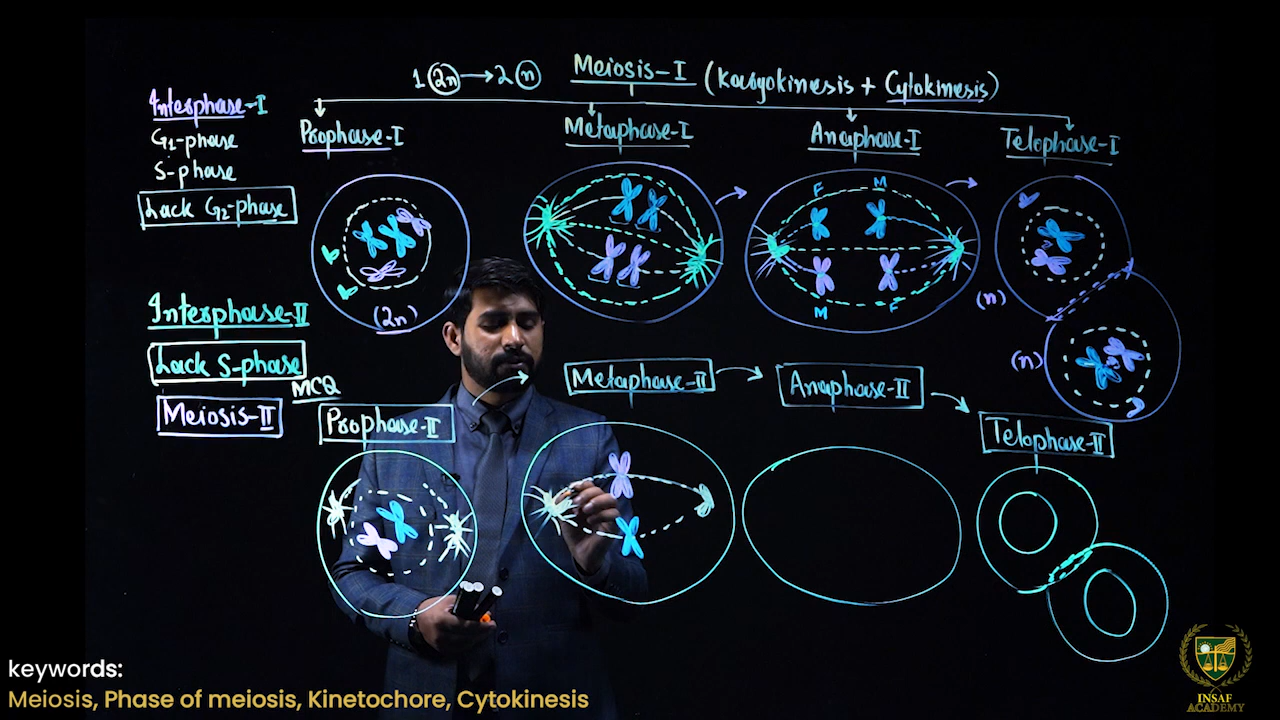 1 2n → 2 n Meiosis-I (Karyokinesis + Cytokinesis)
Interphase-I
G1-phase
S-phase
Lack G2-phase
Prophase-I
Metaphase-I
Anaphase-I
Telophase-I
F M
M F
(2n)
(n)
(n)
Interphase-II
Lack S-phase
MCQ
Meiosis-II
Prophase-II
Metaphase-II
Anaphase-II
Telophase-II
keywords:
Meiosis, Phase of meiosis, Kinetochore, Cytokinesis
INSAF
ACADEMY